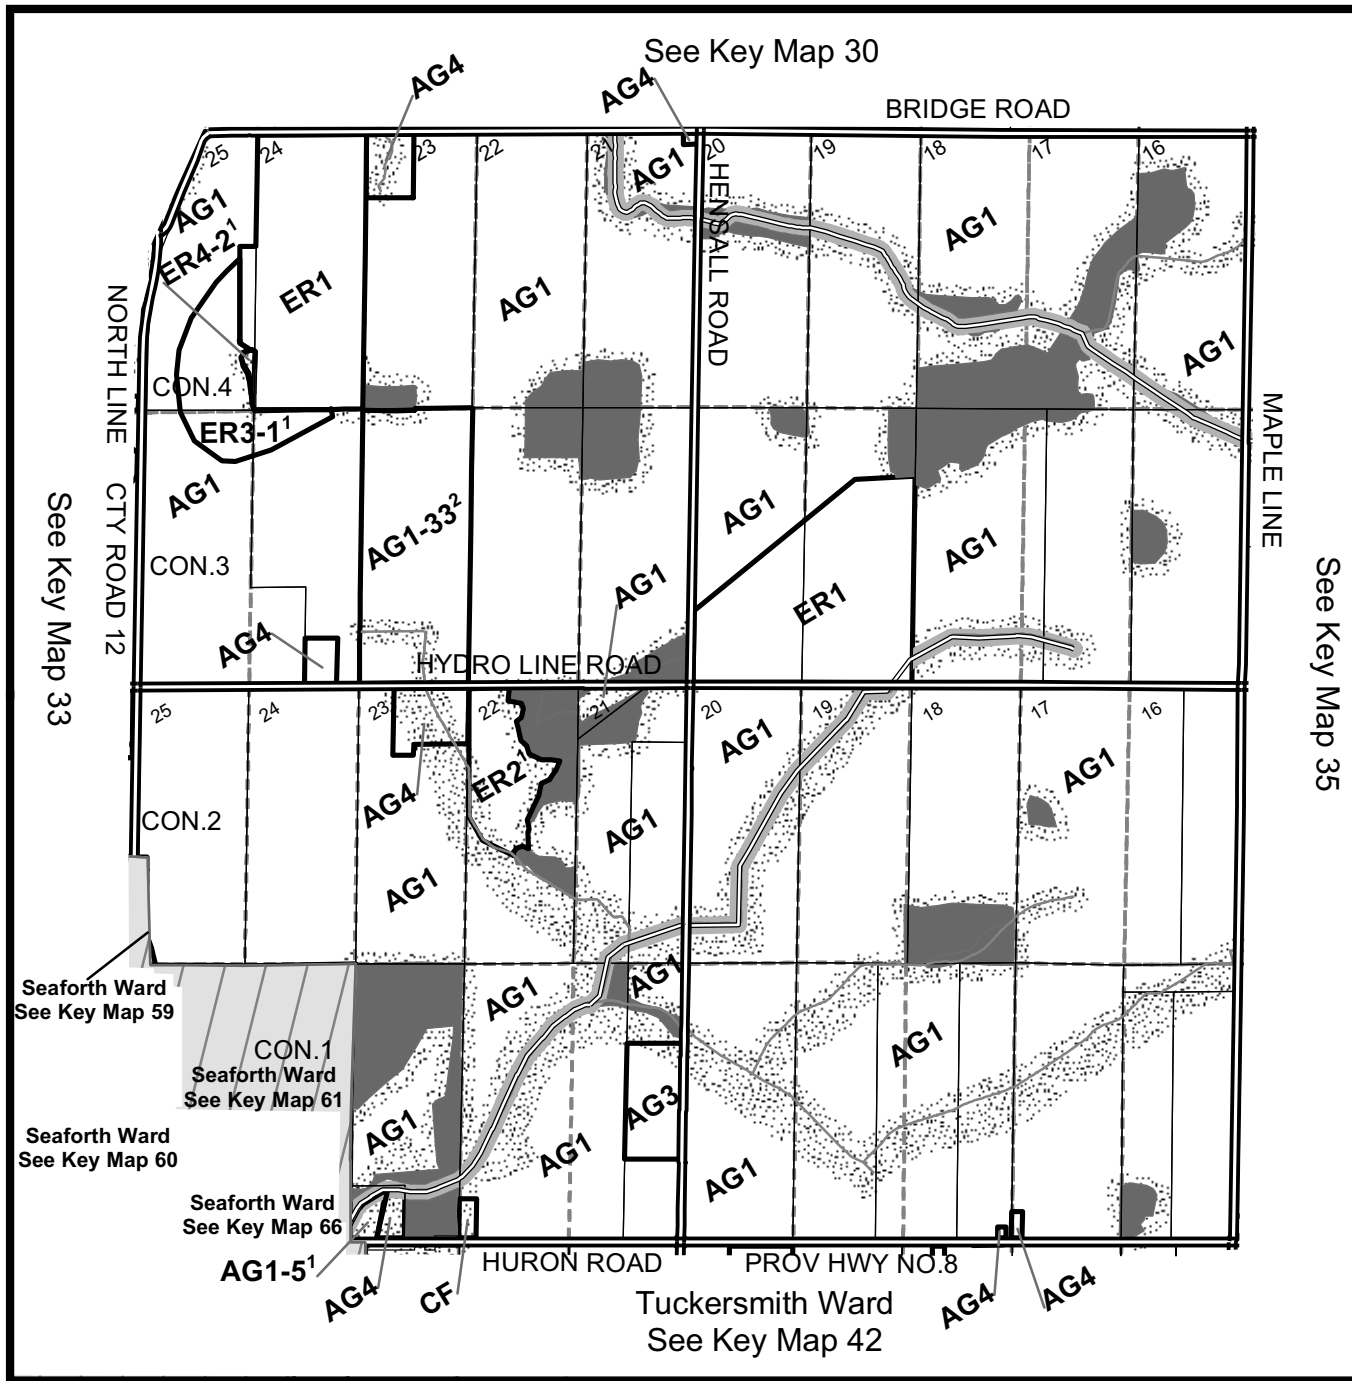 See Key Map 30
AG4
AG4
BRIDGE ROAD
25
24
23
22
21
20
19
18
17
16
AG1
AG1
AG1
ER4-2¹
ER1
AG1
HENSALL ROAD
AG1
NORTH LINE CTY ROAD 12
CON.4
ER3-1¹
MAPLE LINE
AG1
AG1-33²
AG1
AG1
See Key Map 33
See Key Map 35
CON.3
AG1
ER1
AG4
HYDRO LINE ROAD
25
24
23
22
21
20
19
18
17
16
AG1
AG1
ER2¹
AG4
CON.2
AG1
AG1
Seaforth Ward
See Key Map 59
AG1
AG1
CON.1
Seaforth Ward
See Key Map 61
AG1
AG3
AG1
Seaforth Ward
See Key Map 60
AG1
AG1
Seaforth Ward
See Key Map 66
AG1-5¹
AG4
CF
HURON ROAD
PROV HWY NO.8
AG4
AG4
Tuckersmith Ward
See Key Map 42